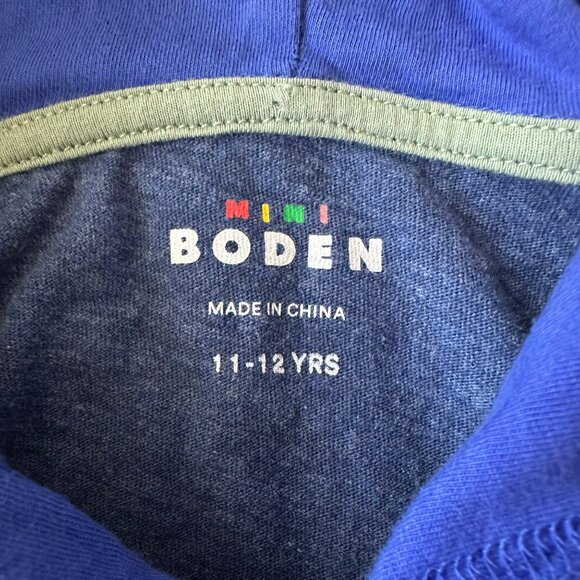 MINI
BODEN
MADE IN CHINA
11-12 YRS